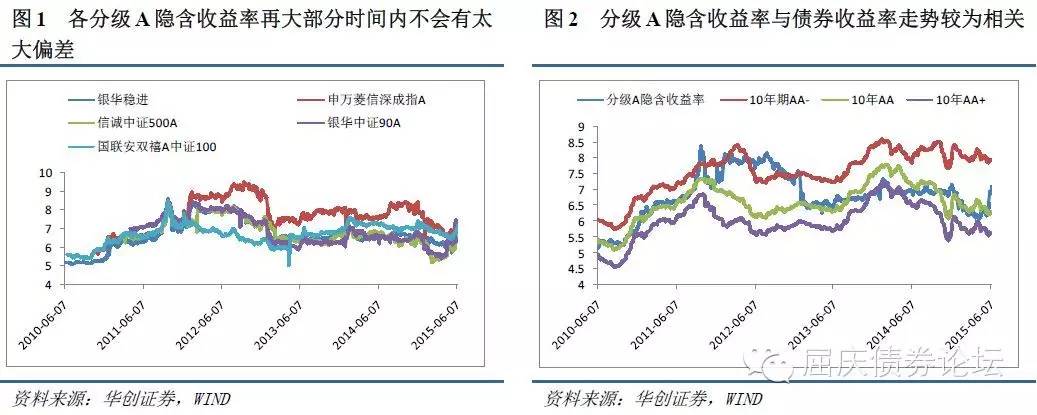 图 1 各分级 A 隐含收益率再大部分时间内不会有太
大偏差
银华稳进
申万菱信深成指A
信诚中证500A
银华中证90A
国联安双禧A中证100
10
9
8
7
6
5
4
2010-06-07
2011-06-07
2012-06-07
2013-06-07
2014-06-07
2015-06-07
资料来源：华创证券，WIND
图 2 分级 A 隐含收益率与债券收益率走势较为相关
分级A隐含收益率
10年期AA-
10年AA
10年AA+
9
8.5
8
7.5
7
6.5
6
5.5
5
4.5
4
2010-06-07
2011-06-07
2012-06-07
2013-06-07
2014-06-07
2015-06-07
资料来源：华创证券，WIND
屈庆债券论坛